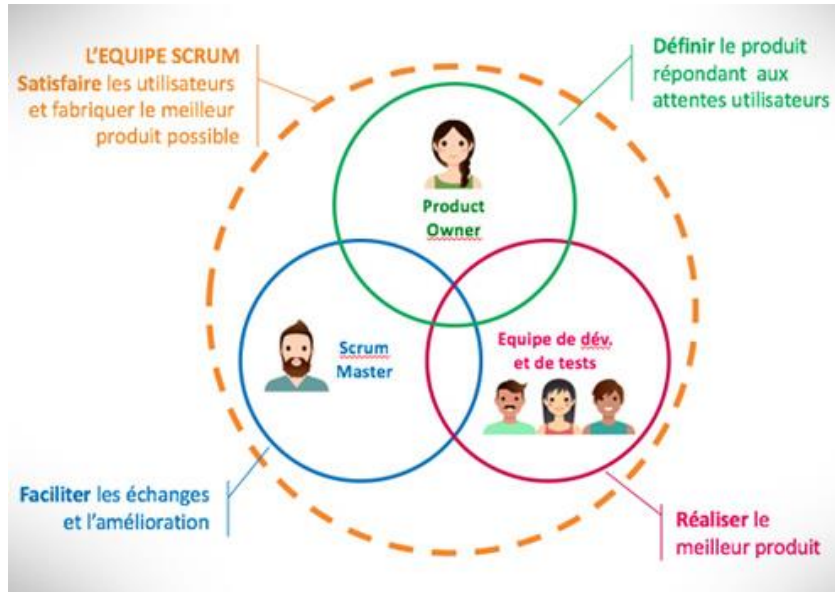 L'EQUIPE SCRUM
Satisfaire les utilisateurs
et fabriquer le meilleur
produit possible
Définir le produit
répondant aux
attentes utilisateurs
Product
Owner
Scrum
Master
Equipe de dév.
et de tests
Faciliter les échanges
et l'amélioration
Réaliser le
meilleur produit